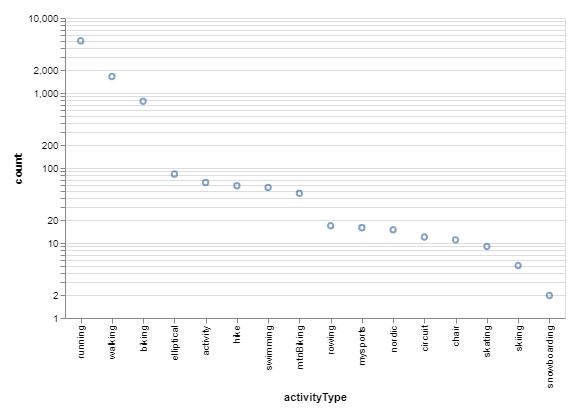 10,000
2,000
1,000
200
100
20
10
2
1
count
running
walking
biking
elliptical
activity
hike
swimming
mtnBiking
rowing
mysports
nordic
circuit
chair
skating
skiing
snowboarding
activityType